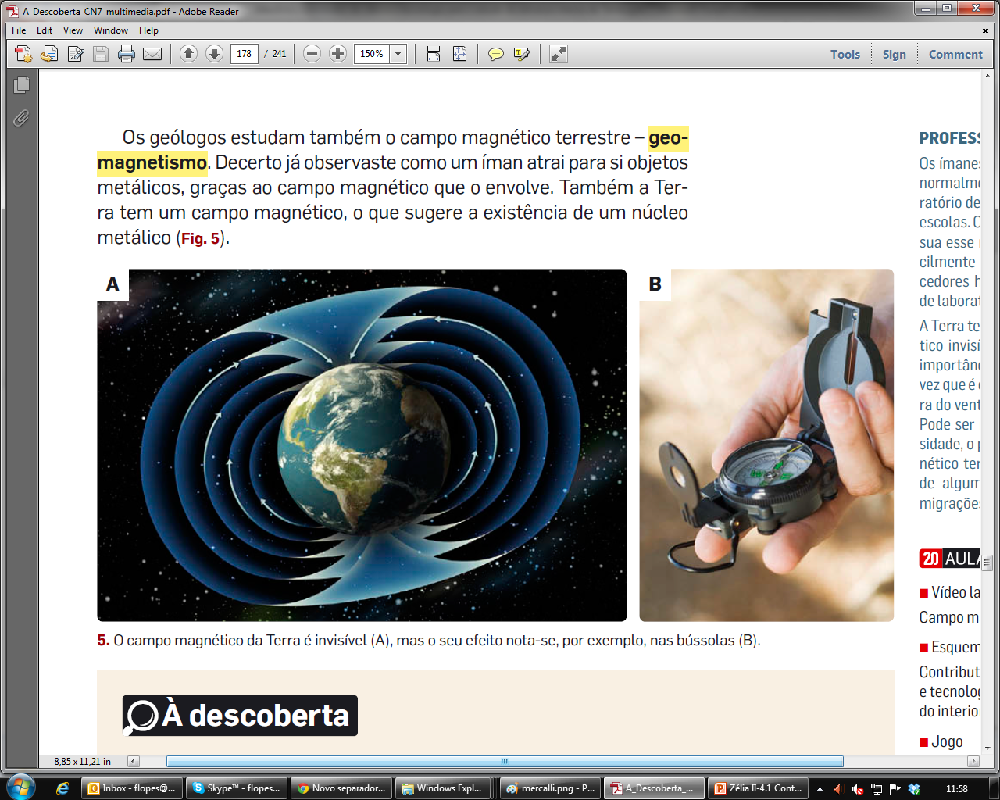 A_Descoberta_CN7_multimedia.pdf - Adobe Reader
File Edit View Window Help
178 / 241 150% Tools Sign Comment
Os geólogos estudam também o campo magnético terrestre – geo-
magnetismo. Decerto já observaste como um íman atrai para si objetos
metálicos, graças ao campo magnético que o envolve. Também a Ter-
ra tem um campo magnético, o que sugere a existência de um núcleo
metálico (Fig. 5).
A
B
5. O campo magnético da Terra é invisível (A), mas o seu efeito nota-se, por exemplo, nas bússolas (B).
À descoberta
PROFESS
Os ímanes
normalme
ratório de
escolas. C
sua esse
cilmente
cedores h
de laborat
A Terra te
tico invisí
importânc
vez que é e
ra do vent
Pode ser
sidade, o p
nético ter
de algum
migrações
20 AULA
Vídeo la
Campo ma
Esquem
Contribut
e tecnolog
do interior
Jogo
8,85 x 11,21 in
Inbox - flopes@... Skype™ - flopes... Novo separador... Windows Expl... mercalli.png - P... A_Descoberta_... Zélia II-4.1 Cont... 11:58